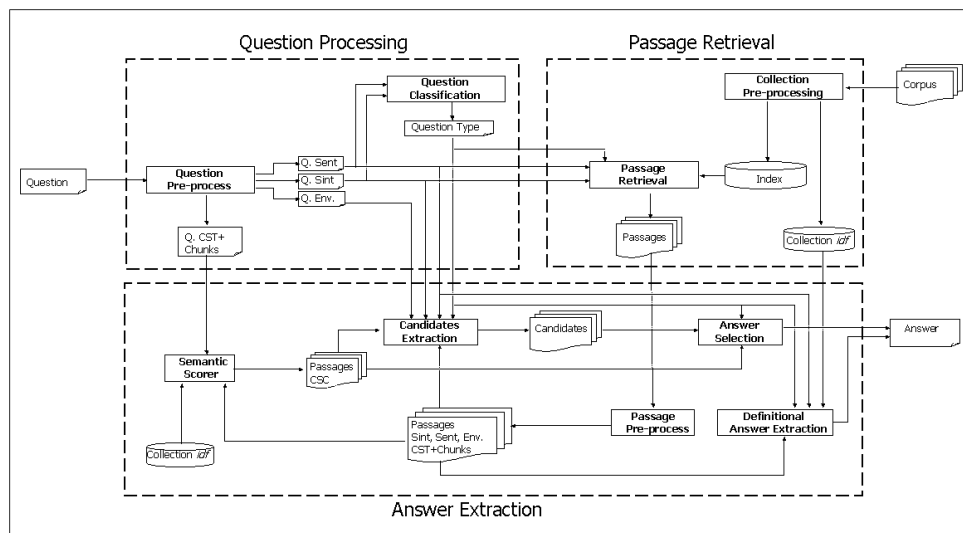 Question Processing
Passage Retrieval
Question
Classification
Collection
Pre-processing
Corpus
Question Type
Q. Sent
Question
Question
Pre-process
Q. Sint
Passage
Retrieval
Index
Q. Env.
Q. CST+
Chunks
Passages
Collection idf
Candidates
Extraction
Candidates
Answer
Selection
Answer
Semantic
Scorer
Passages
CSC
Passages
Sint, Sent, Env.
CST+Chunks
Passage
Pre-process
Definitional
Answer Extraction
Collection idf
Answer Extraction